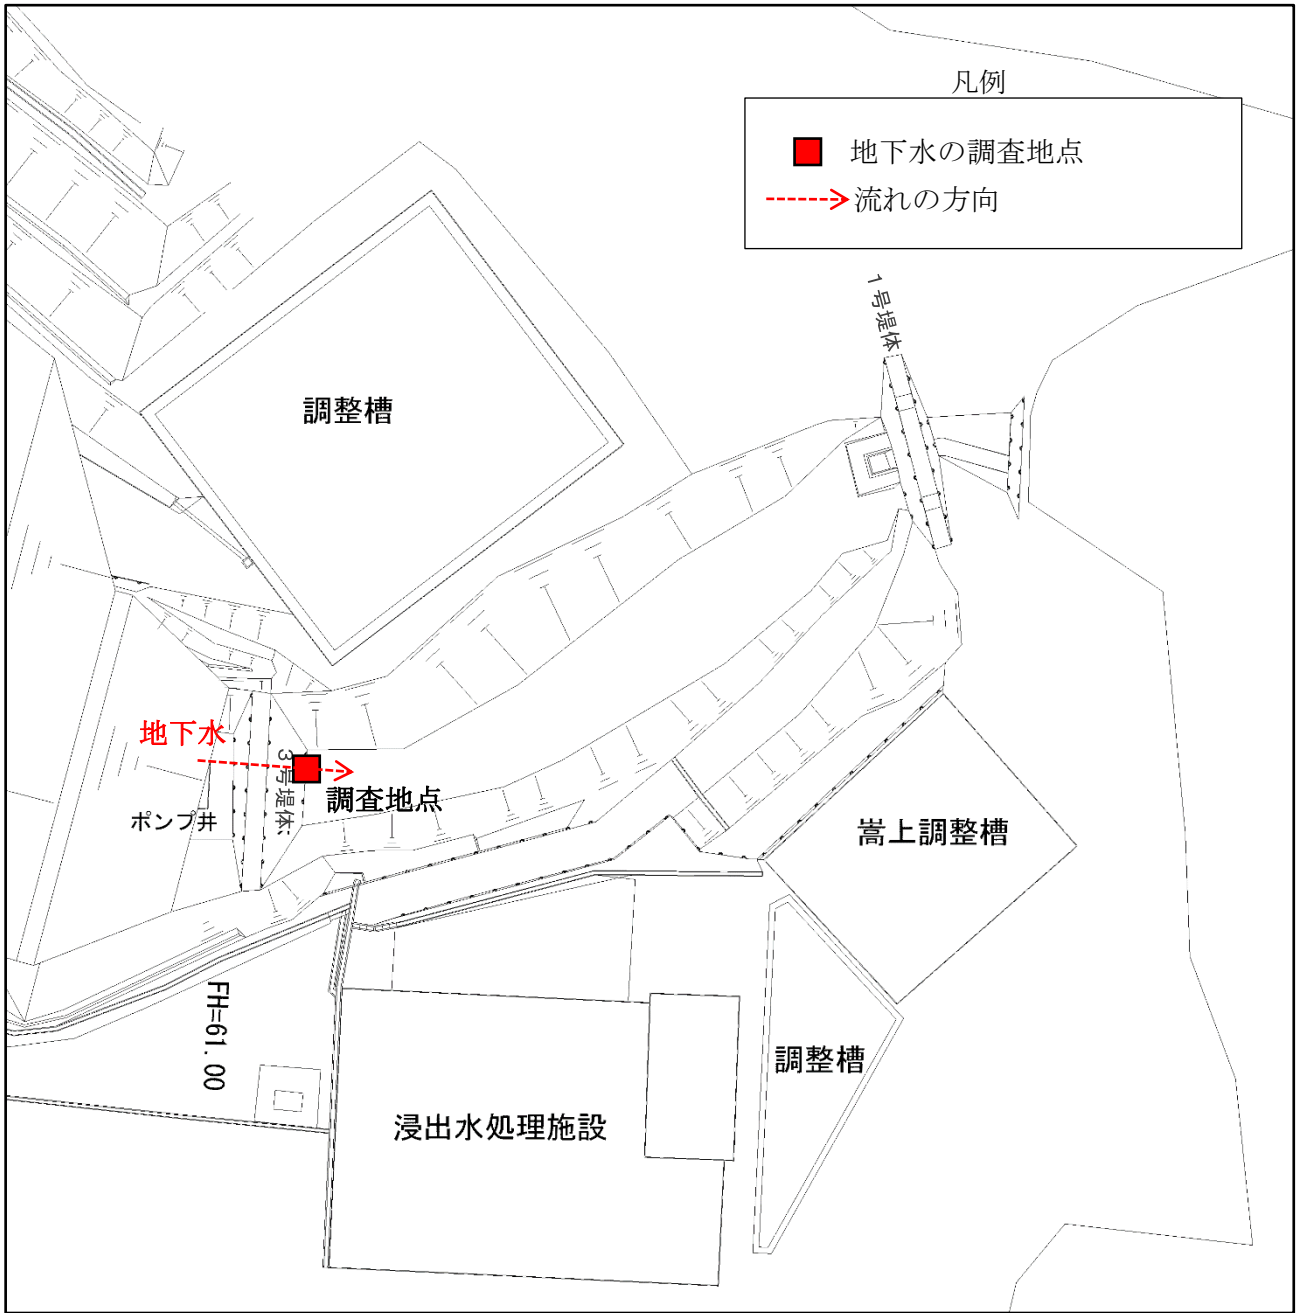 凡例
地下水の調査地点
流れの方向
1号堤体
調整槽
地下水
3号堤体
調査地点
ポンプ井
嵩上調整槽
FH=61.00
調整槽
浸出水処理施設